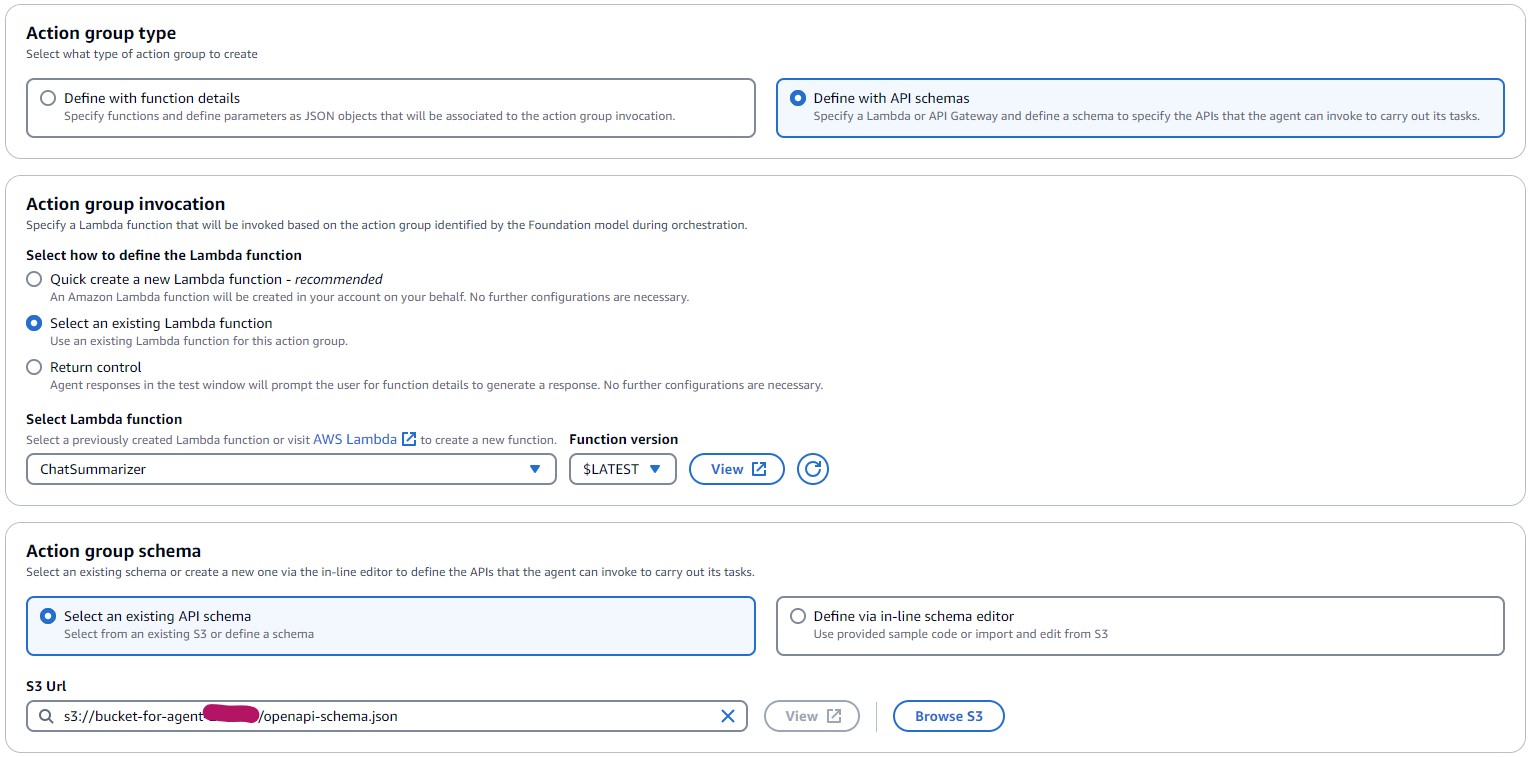 Action group type
Select what type of action group to create
Define with function details
Specify functions and define parameters as JSON objects that will be associated to the action group invocation.
Define with API schemas
Specify a Lambda or API Gateway and define a schema to specify the APIs that the agent can invoke to carry out its tasks.
Action group invocation
Specify a Lambda function that will be invoked based on the action group identified by the Foundation model during orchestration.
Select how to define the Lambda function
Quick create a new Lambda function - recommended
An Amazon Lambda function will be created in your account on your behalf. No further configurations are necessary.
Select an existing Lambda function
Use an existing Lambda function for this action group.
Return control
Agent responses in the test window will prompt the user for function details to generate a response. No further configurations are necessary.
Select Lambda function
Select a previously created Lambda function or visit AWS Lambda to create a new function.
Function version
ChatSummarizer
$LATEST
View
Action group schema
Select an existing schema or create a new one via the in-line editor to define the APIs that the agent can invoke to carry out its tasks.
Select an existing API schema
Select from an existing S3 or define a schema
Define via in-line schema editor
Use provided sample code or import and edit from S3
S3 Url
s3://bucket-for-agent- /openapi-schema.json
View
Browse S3